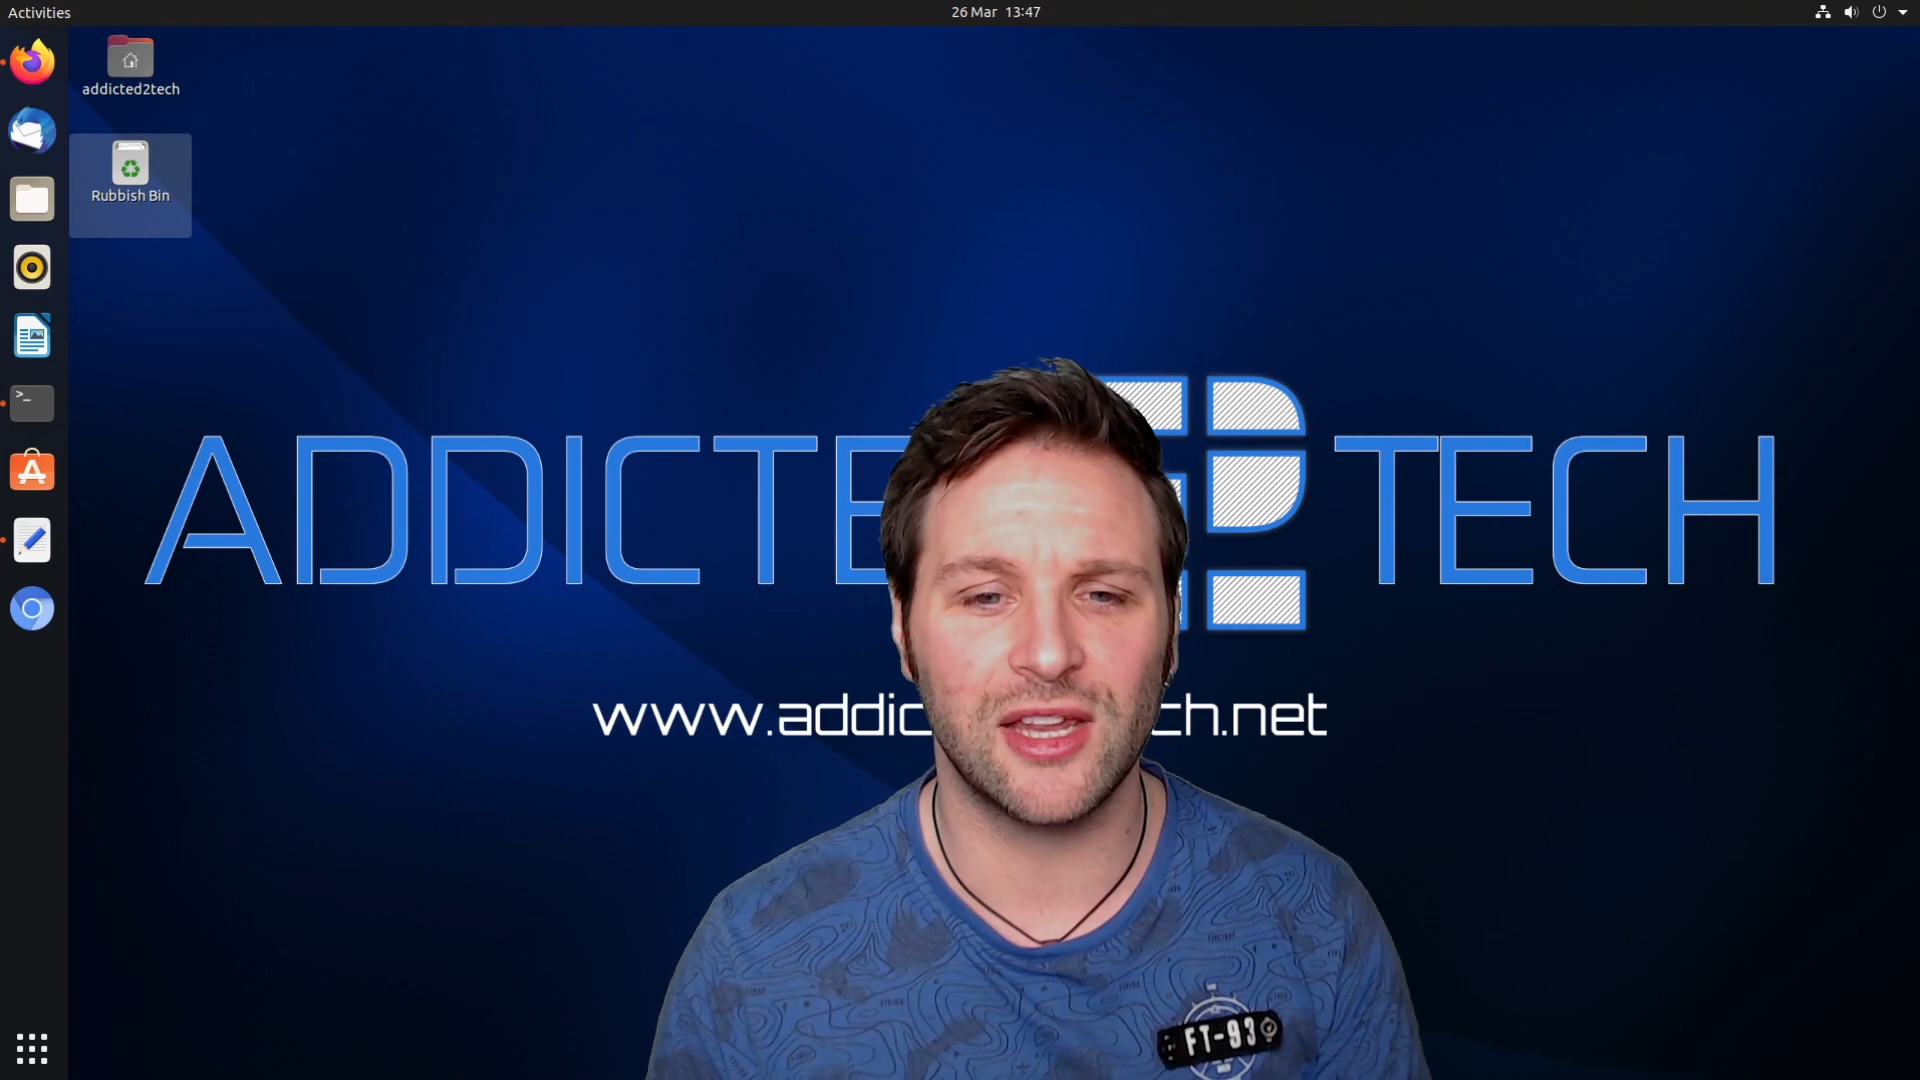 Activities
26 Mar 13:47
addicted2tech
Rubbish Bin
>_
ADDICTE TECH
www.addic ch.net
FT-93